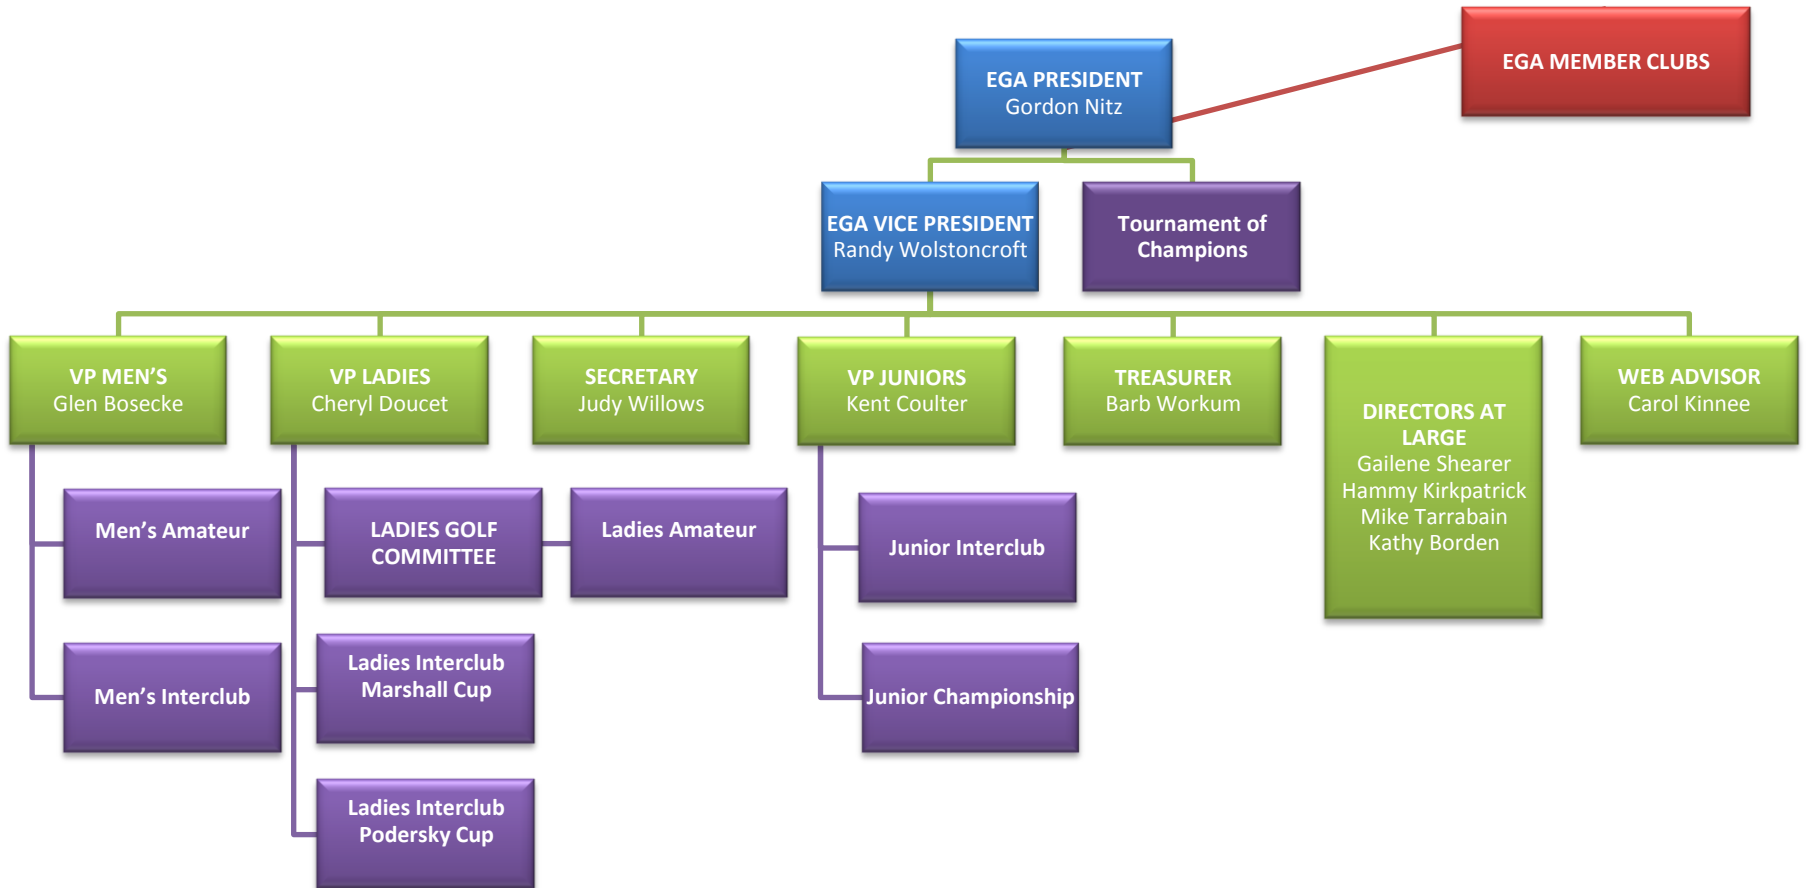 EGA MEMBER CLUBS
EGA PRESIDENT
Gordon Nitz
EGA VICE PRESIDENT
Randy Wolstoncroft
Tournament of
Champions
VP MEN’S
Glen Bosecke
VP LADIES
Cheryl Doucet
SECRETARY
Judy Willows
VP JUNIORS
Kent Coulter
TREASURER
Barb Workum
DIRECTORS AT
LARGE
Gailene Shearer
Hammy Kirkpatrick
Mike Tarrabain
Kathy Borden
WEB ADVISOR
Carol Kinnee
Men’s Amateur
LADIES GOLF
COMMITTEE
Ladies Amateur
Junior Interclub
Men’s Interclub
Ladies Interclub
Marshall Cup
Junior Championship
Ladies Interclub
Podersky Cup